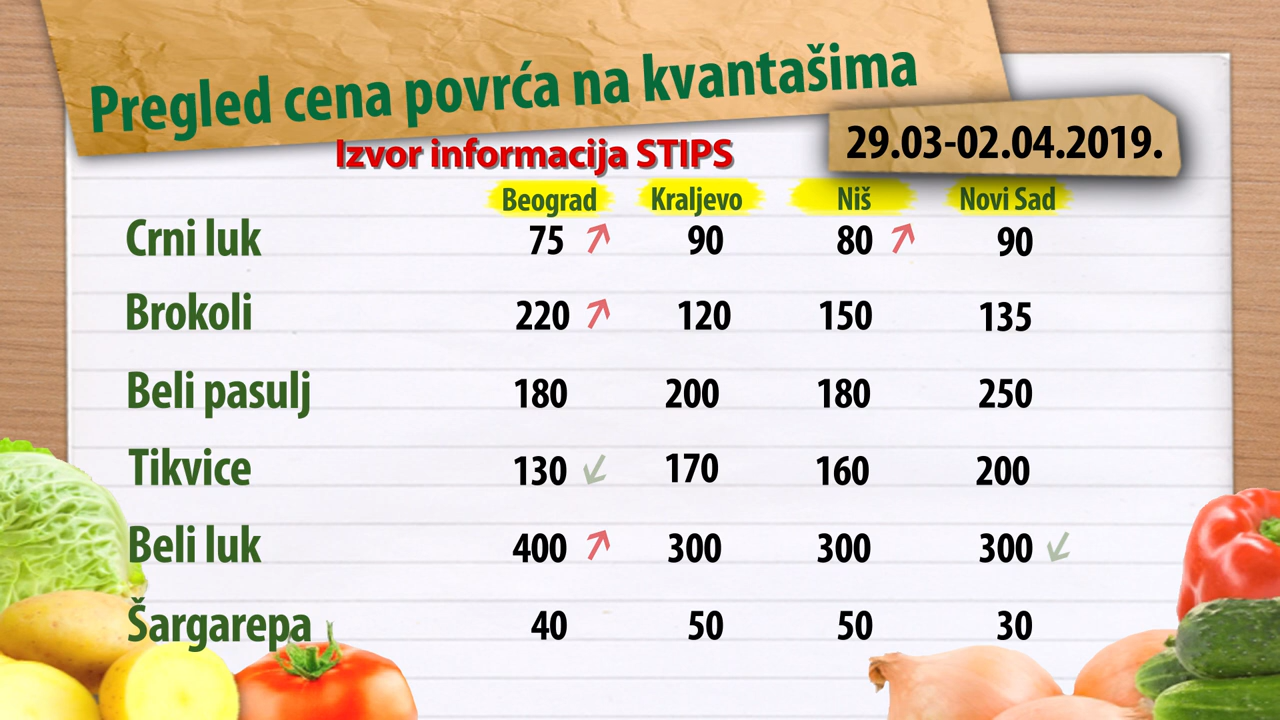 Pregled cena povrća na kvantašima
29.03-02.04.2019.
Izvor informacija STIPS
Beograd Kraljevo Niš Novi Sad
Crni luk 75 90 80 90
Brokoli 220 120 150 135
Beli pasulj 180 200 180 250
Tikvice 130 170 160 200
Beli luk 400 300 300 300
Šargarepa 40 50 50 30